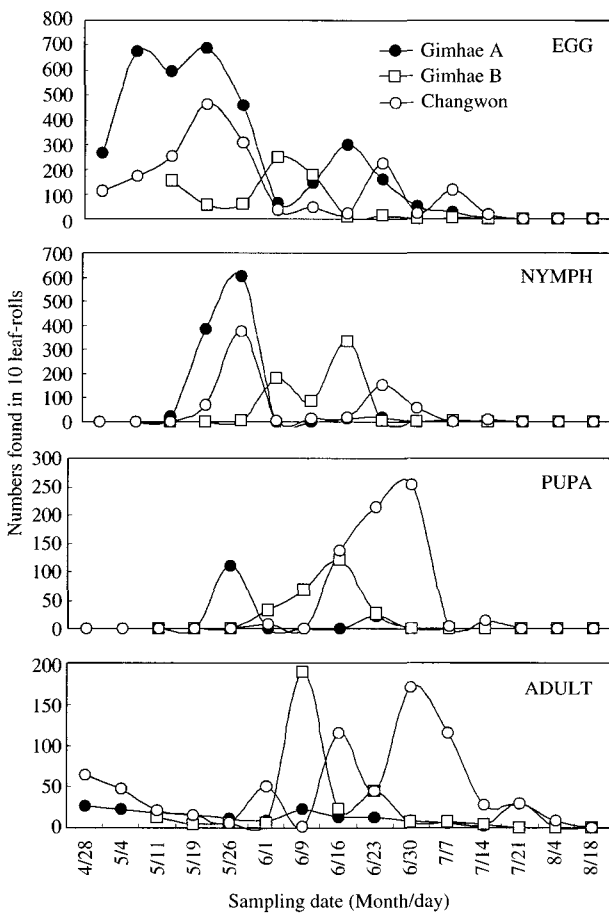 800
700
600
500
400
300
200
100
0
EGG
Gimhae A
Gimhae B
Changwon
700
600
500
400
300
200
100
0
NYMPH
300
250
200
150
100
50
0
PUPA
200
150
100
50
0
ADULT
Numbers found in 10 leaf-rolls
4/28 5/4 5/11 5/19 5/26 6/1 6/9 6/16 6/23 6/30 7/7 7/14 7/21 8/4 8/18
Sampling date (Month/day)